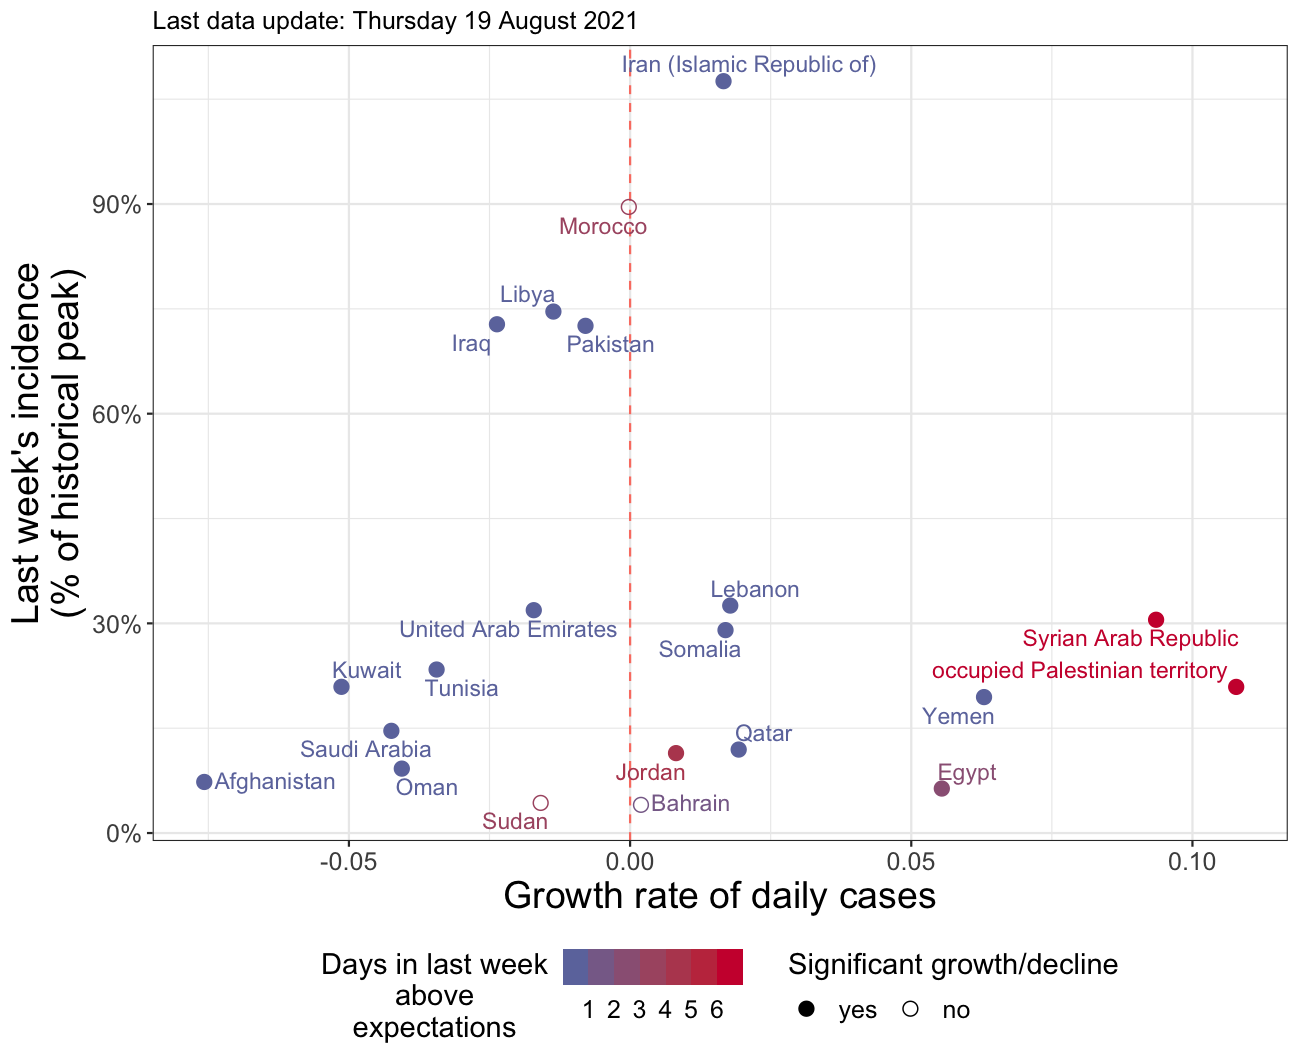 Last data update: Thursday 19 August 2021
Last week's incidence
(% of historical peak)
90%
60%
30%
0%
Iran (Islamic Republic of)
Morocco
Libya
Iraq
Pakistan
Lebanon
United Arab Emirates
Somalia
Syrian Arab Republic
Kuwait
occupied Palestinian territory
Tunisia
Yemen
Qatar
Saudi Arabia
Jordan
Egypt
Afghanistan
Oman
Bahrain
Sudan
-0.05 0.00 0.05 0.10
Growth rate of daily cases
Days in last week
above
expectations
1 2 3 4 5 6
Significant growth/decline
yes no